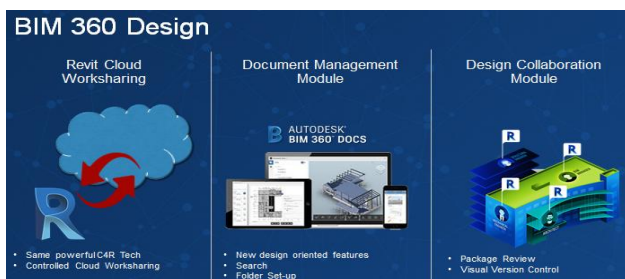 BIM 360 Design
Revit Cloud
Worksharing
• Same powerful C4R Tech
• Controlled Cloud Worksharing
Document Management
Module
AUTODESK®
BIM 360® DOCS
• New design oriented features
• Search
• Folder Set-up
Design Collaboration
Module
R
R
R
R
• Package Review
• Visual Version Control